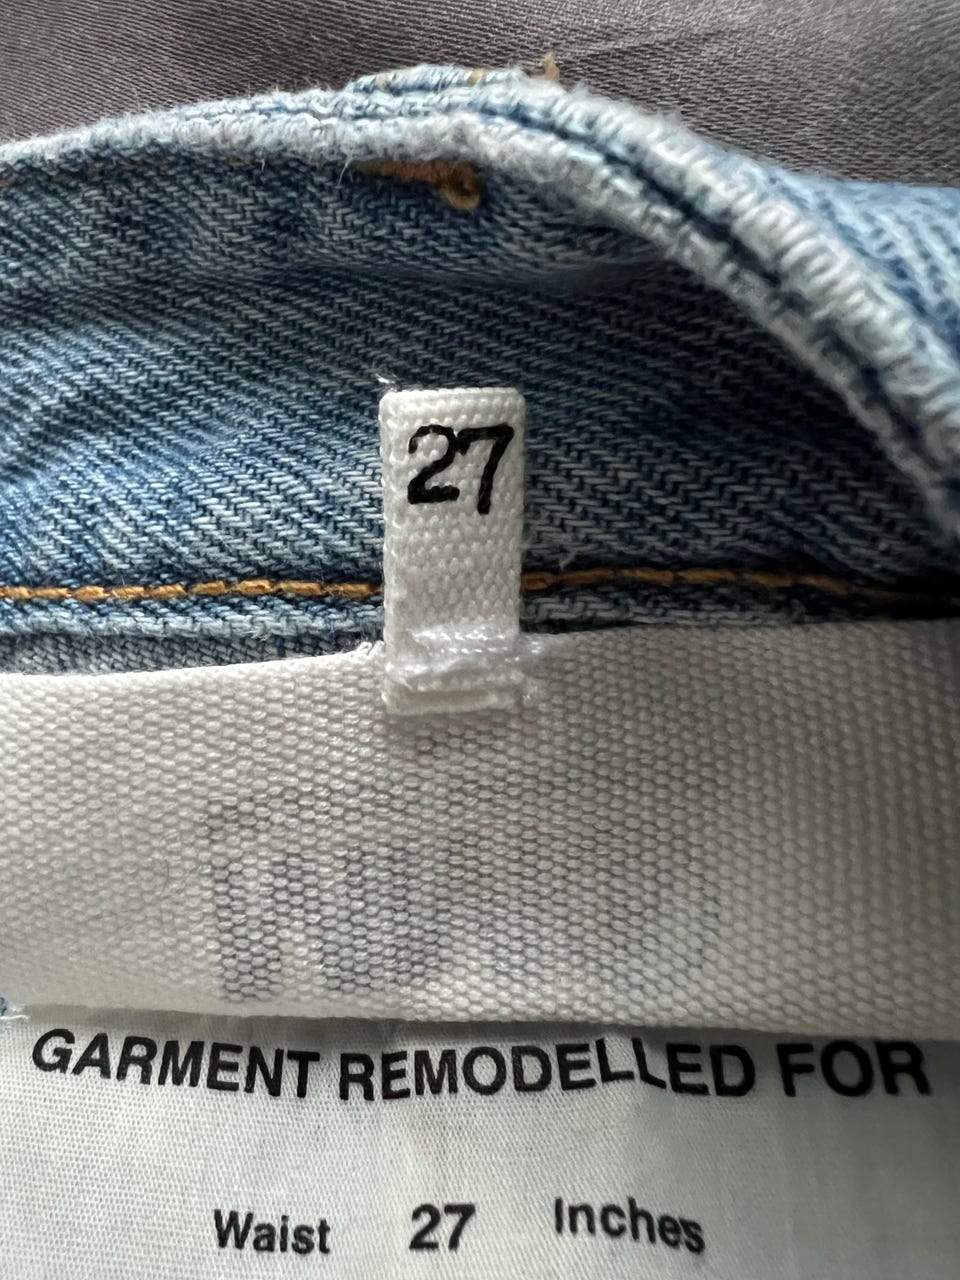 27
GARMENT REMODELLED FOR
Waist 27 Inches